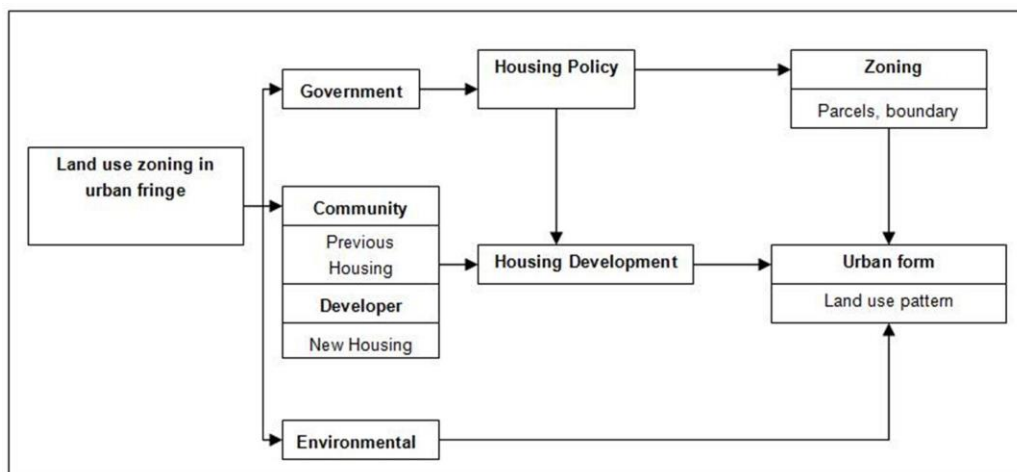 Land use zoning in
urban fringe
Government
Housing Policy
Zoning
Parcels, boundary
Community
Previous
Housing
Developer
New Housing
Housing Development
Urban form
Land use pattern
Environmental